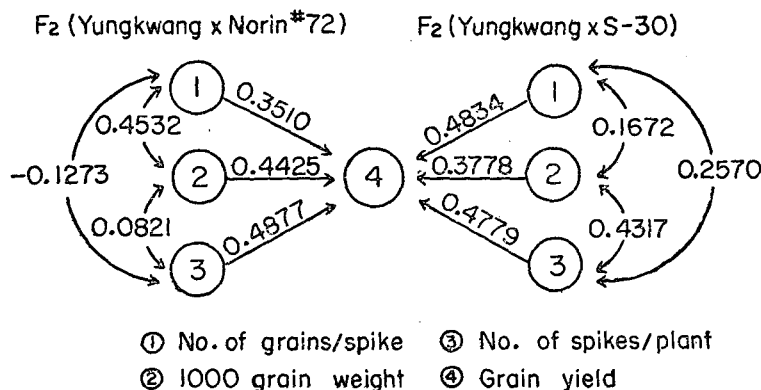 F2 (Yungkwang x Norin #72) F2 (Yungkwang x S-30)
1 1
0.3510 0.4834
0.4532 0.1672
-0.1273 2 0.4425 4 0.3778 2 0.2570
0.0821 0.4877 0.4779 0.4317
3 3
① No. of grains/spike ③ No. of spikes/plant
② 1000 grain weight ④ Grain yield